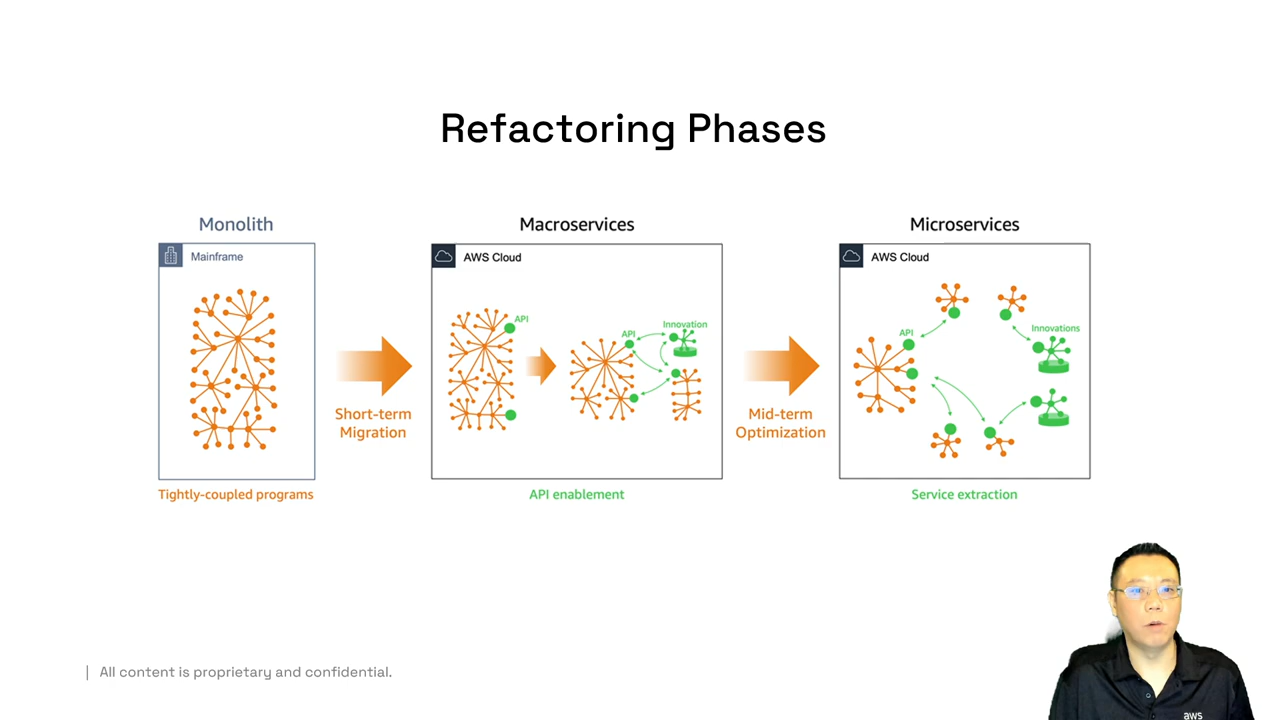 Refactoring Phases
Monolith
Mainframe
Tightly-coupled programs
Short-term
Migration
Macroservices
AWS Cloud
API
API
Innovation
API enablement
Mid-term
Optimization
Microservices
AWS Cloud
API
Innovations
Service extraction
| All content is proprietary and confidential.
aws